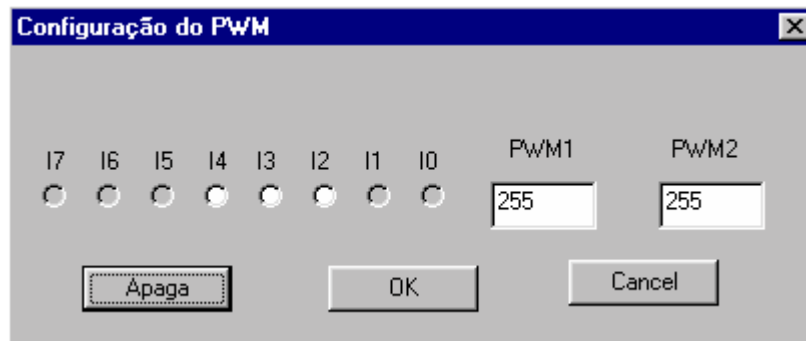 Configuração do PWM
I7 I6 I5 I4 I3 I2 I1 I0 PWM1 PWM2
255 255
Apaga OK Cancel